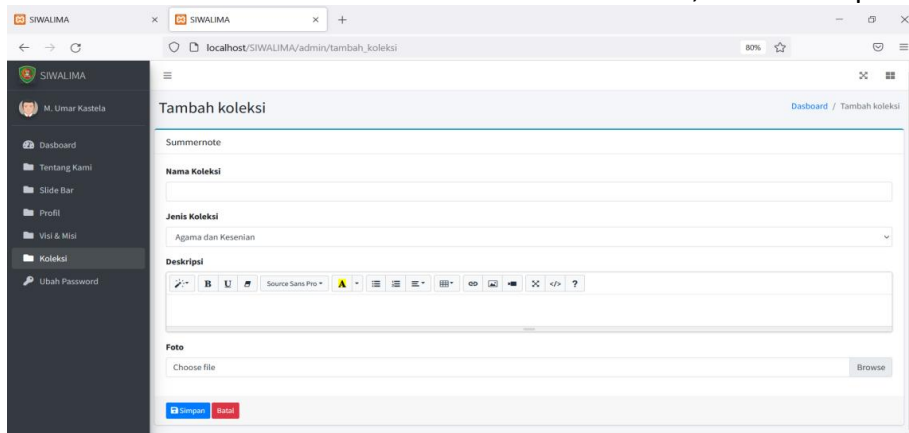 SIWALIMA
SIWALIMA
localhost/SIWALIMA/admin/tambah_koleksi 80%
SIWALIMA
M. Umar Kastela
Dasboard
Tentang Kami
Slide Bar
Profil
Visi & Misi
Koleksi
Ubah Password
Tambah koleksi
Dasboard / Tambah koleksi
Summernote
Nama Koleksi
Jenis Koleksi
Agama dan Kesenian
Deskripsi
B U Source Sans Pro A </> ?
Foto
Choose file Browse
Simpan Batal